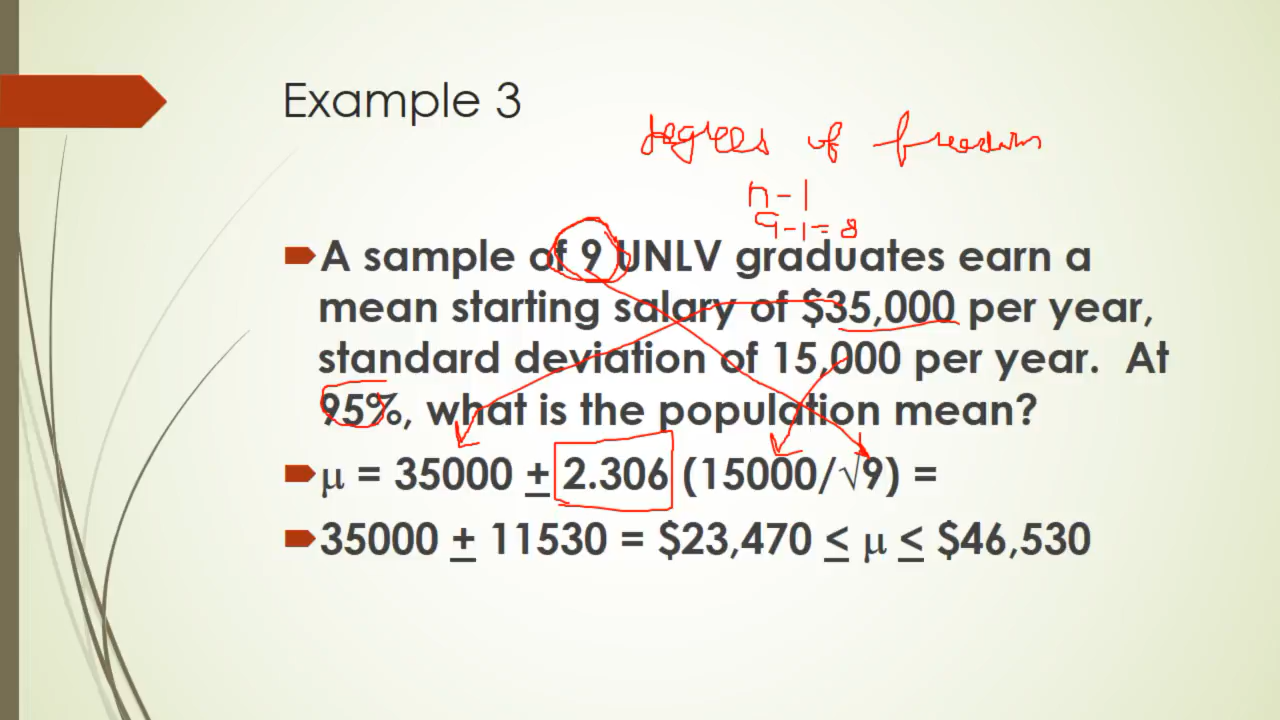 Example 3
degrees of freedom
n - 1
9 - 1 = 8
A sample of 9 UNLV graduates earn a
mean starting salary of $35,000 per year,
standard deviation of 15,000 per year.  At
95%, what is the population mean?
μ = 35000 ± 2.306 (15000/√9) =
35000 ± 11530 = $23,470 ≤ μ ≤ $46,530